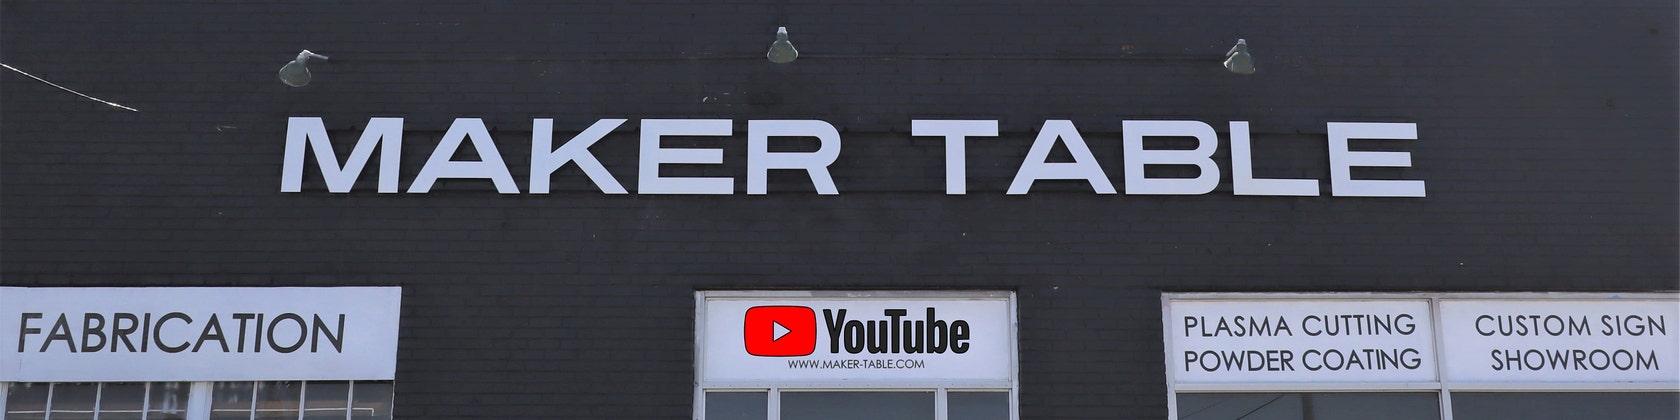 MAKER TABLE
FABRICATION
YouTube
WWW.MAKER-TABLE.COM
PLASMA CUTTING
POWDER COATING
CUSTOM SIGN
SHOWROOM